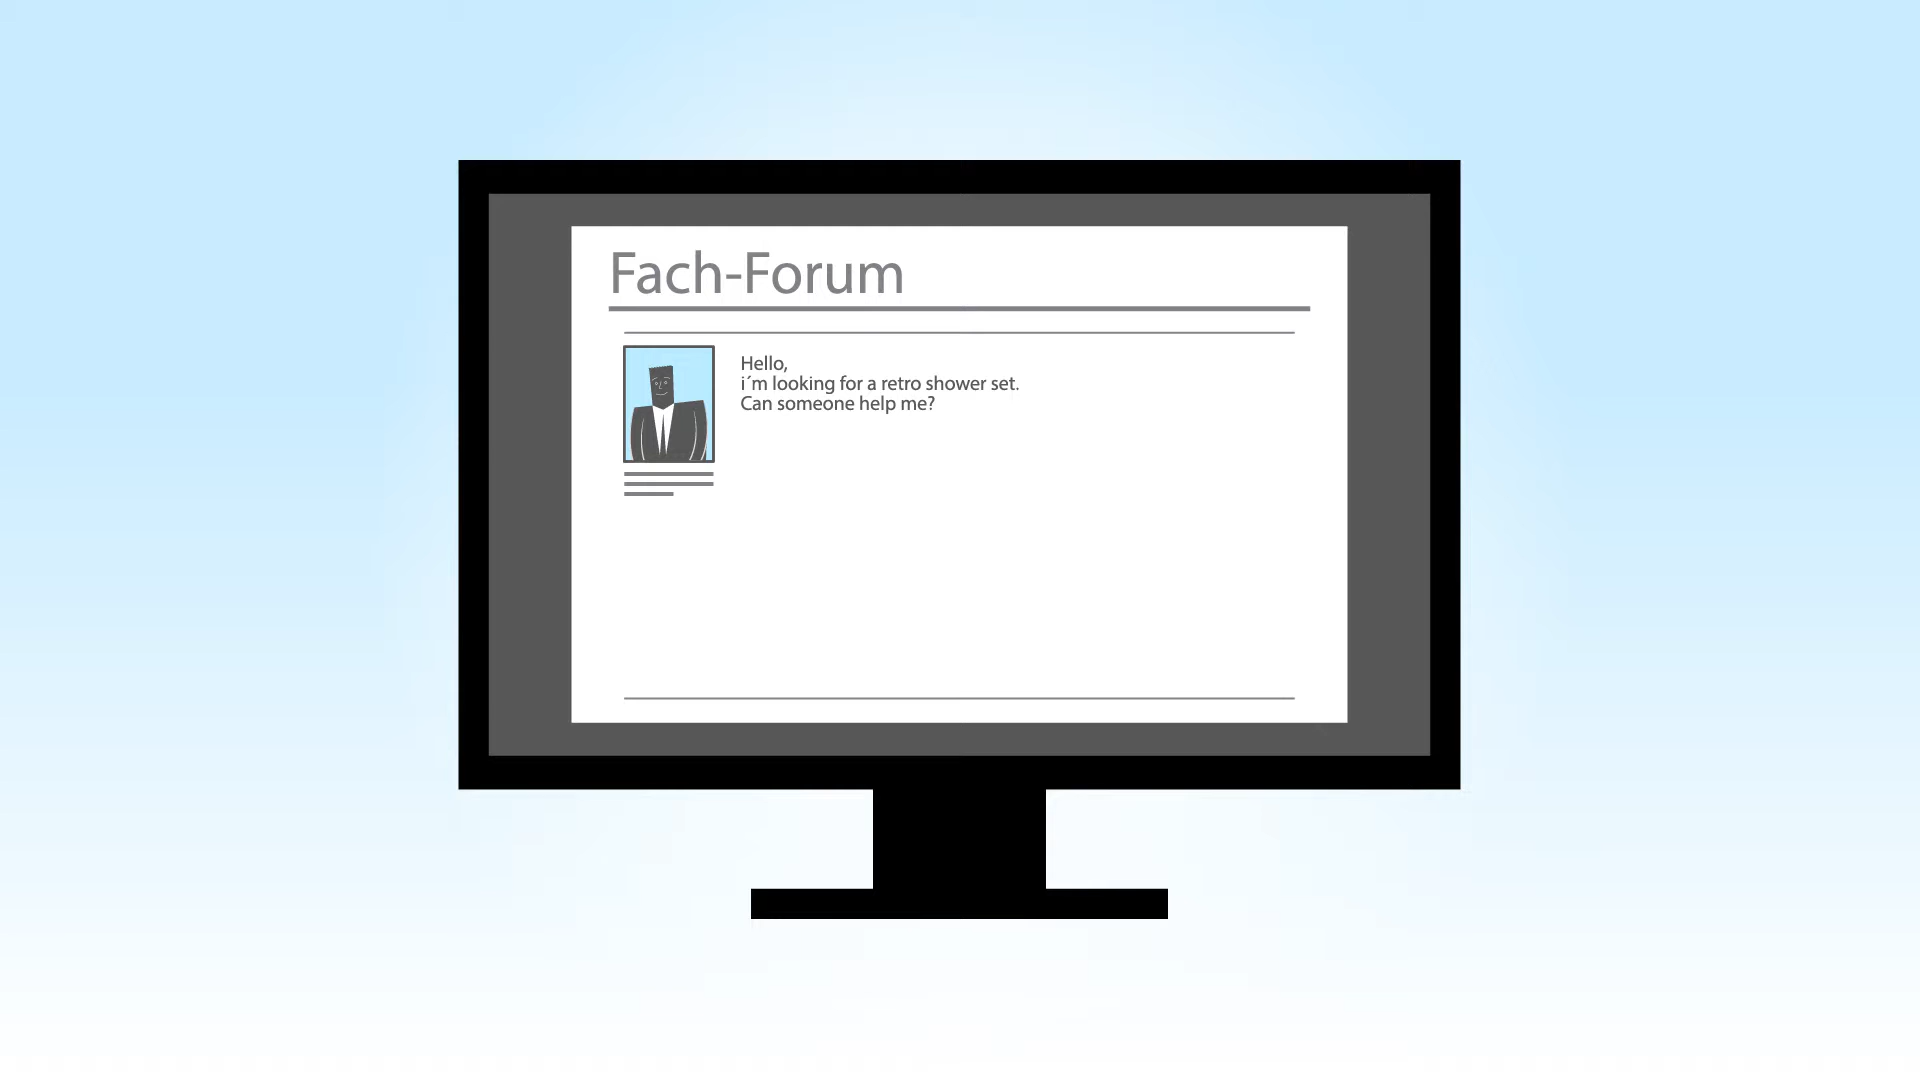 Fach-Forum
Hello,
i´m looking for a retro shower set.
Can someone help me?